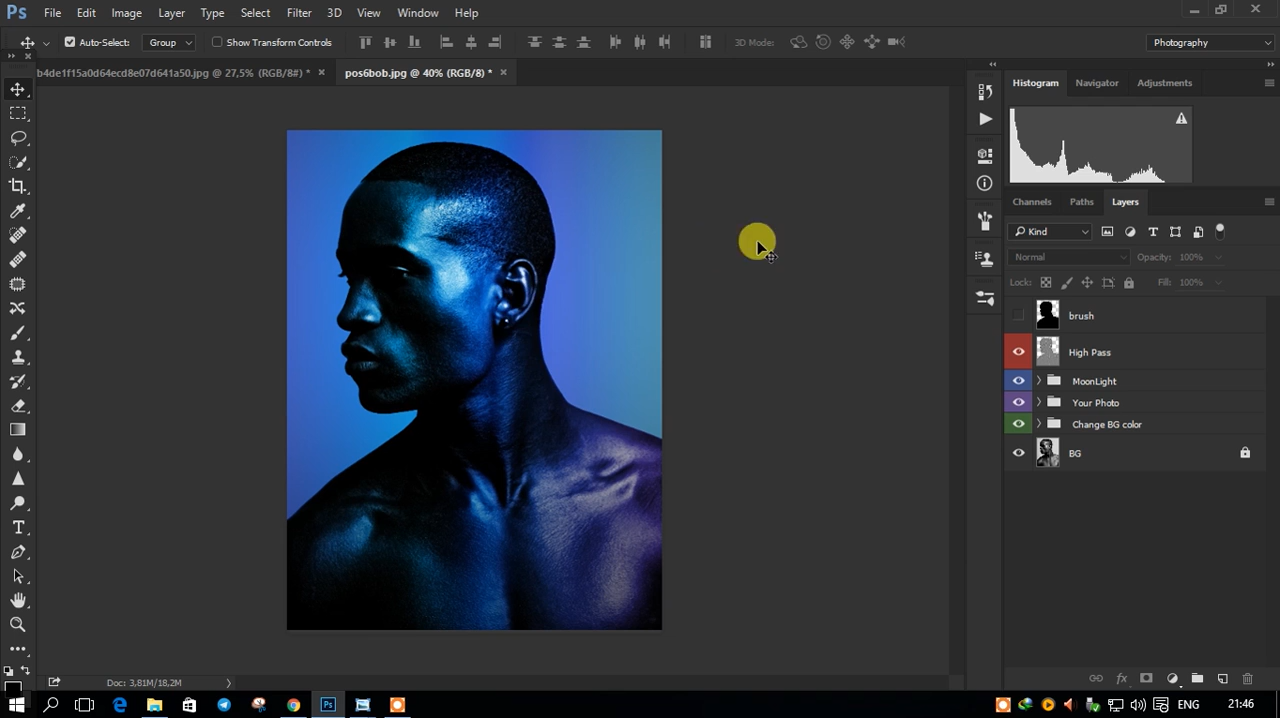 Ps File Edit Image Layer Type Select Filter 3D View Window Help
Auto-Select: Group Show Transform Controls 3D Mode: Photography
b4de1f15a0d64ecd8e07d641a50.jpg @ 27,5% (RGB/8#) * × pos6bob.jpg @ 40% (RGB/8) * ×
Histogram Navigator Adjustments
Channels Paths Layers
Kind
Normal Opacity: 100%
Lock: Fill: 100%
brush
High Pass
MoonLight
Your Photo
Change BG color
BG
Doc: 3,81M/18,2M
Ps ENG 21:46